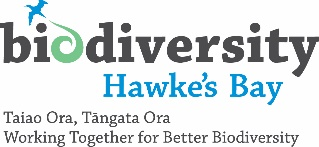 biodiversity
Hawke's Bay
Taiao Ora, Tāngata Ora
Working Together for Better Biodiversity